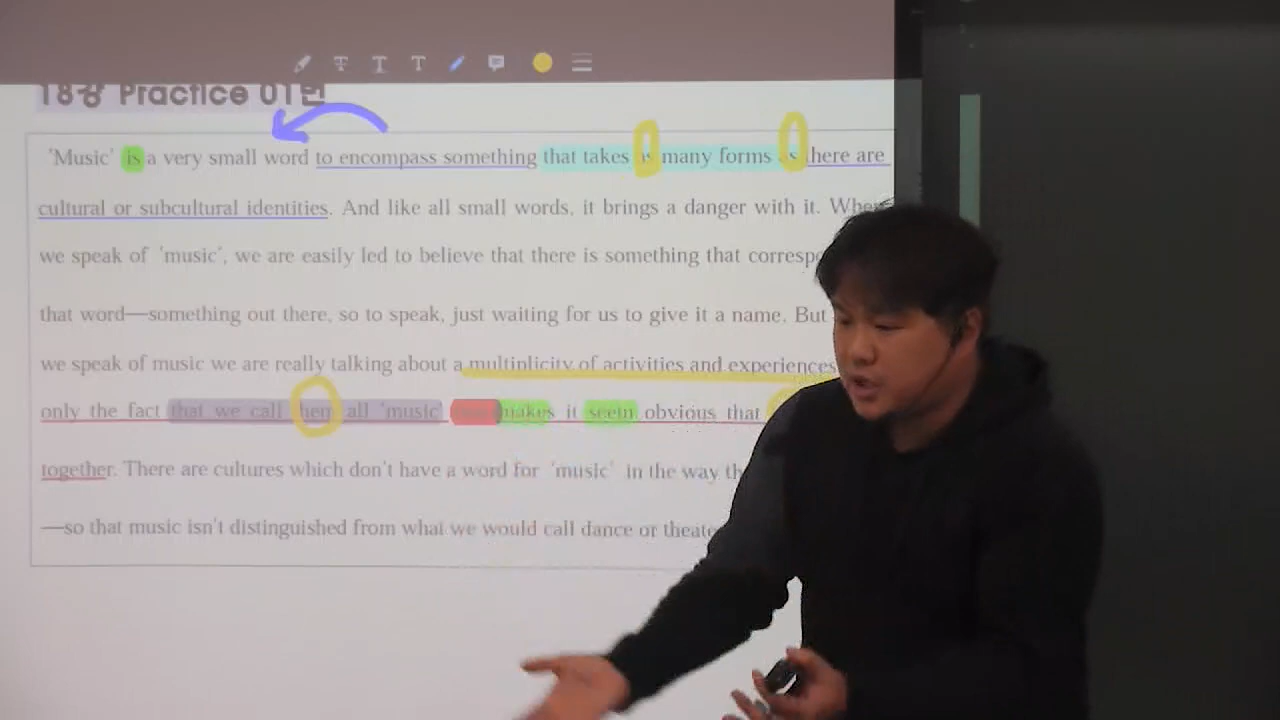 18강 Practice 01번
'Music' is a very small word to encompass something that takes as many forms as there are
cultural or subcultural identities. And like all small words, it brings a danger with it. When
we speak of 'music', we are easily led to believe that there is something that
that word—something out there, so to speak, just waiting for us to give it a name. But
we speak of music we are really talking about a multiplicity of activities and experiences
only the fact that we call them all 'music' makes it seem obvious that
together. There are cultures which don't have a word for 'music' in the way
—so that music isn't distinguished from what we would call dance or